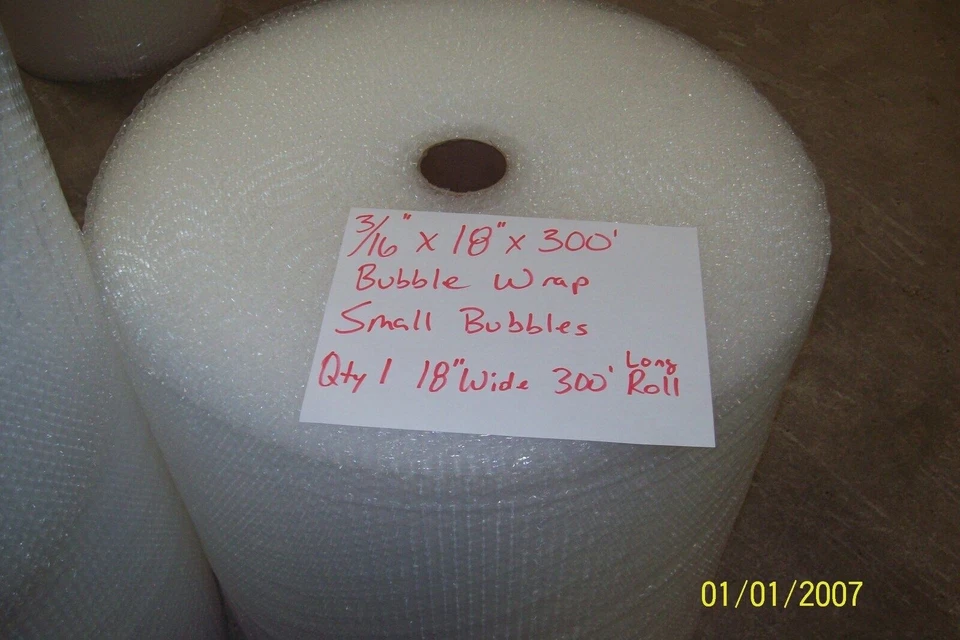 3/16" x 18" x 300'
Bubble Wrap
Small Bubbles
Qty 1 18" Wide 300' Long Roll
01/01/2007